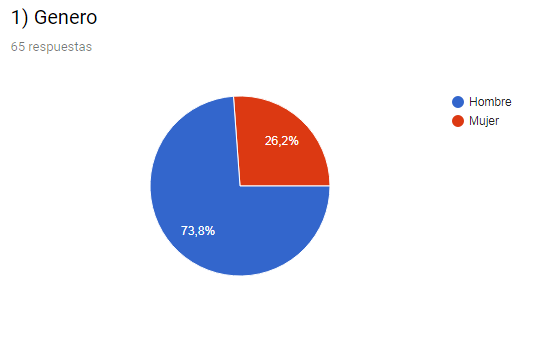 1) Genero
65 respuestas
Hombre
Mujer
26,2%
73,8%